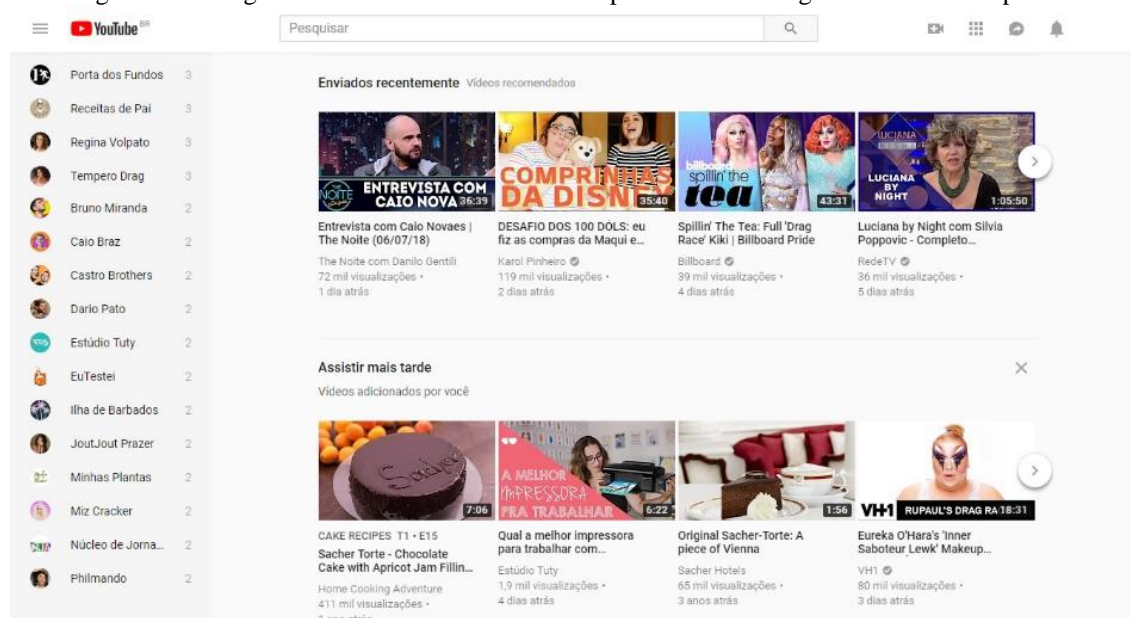 YouTube BR
Pesquisar
Porta dos Fundos 3
Receitas de Pai 3
Regina Volpato 3
Tempero Drag 3
Bruno Miranda 2
Caio Braz 2
Castro Brothers 2
Dario Pato 2
Estúdio Tuty 2
EuTestei 2
Ilha de Barbados 2
JoutJout Prazer 2
Minhas Plantas 2
Miz Cracker 2
Núcleo de Jorna... 2
Philmando 2
Enviados recentemente Vídeos recomendados
THE NOITE
ENTREVISTA COM
CAIO NOVA 36:39
Entrevista com Caio Novaes |
The Noite (06/07/18)
The Noite com Danilo Gentili
72 mil visualizações •
1 dia atrás
COMPRINHAS
DA DISNEY
35:40
DESAFIO DOS 100 DÓLS: eu
fiz as compras da Maqui e...
Karol Pinheiro
119 mil visualizações •
2 dias atrás
billboard
spillin' the
tea
43:31
Spillin' The Tea: Full 'Drag
Race' Kiki | Billboard Pride
Billboard
39 mil visualizações •
4 dias atrás
LUCIANA
LUCIANA
BY
NIGHT
1:05:50
Luciana by Night com Silvia
Poppovic - Completo...
RedeTV
36 mil visualizações •
5 dias atrás
Assistir mais tarde
Vídeos adicionados por você
Sacher
7:06
CAKE RECIPES T1 • E15
Sacher Torte - Chocolate
Cake with Apricot Jam Fillin...
Home Cooking Adventure
411 mil visualizações •
1 ano atrás
A MELHOR
IMPRESSORA
PRA TRABALHAR
6:22
Qual a melhor impressora
para trabalhar com...
Estúdio Tuty
1,9 mil visualizações •
4 dias atrás
1:56
Original Sacher-Torte: A
piece of Vienna
Sacher Hotels
65 mil visualizações •
3 anos atrás
VH1 RUPAUL'S DRAG RA 18:31
Eureka O'Hara's 'Inner
Saboteur Lewk' Makeup...
VH1
80 mil visualizações •
3 dias atrás